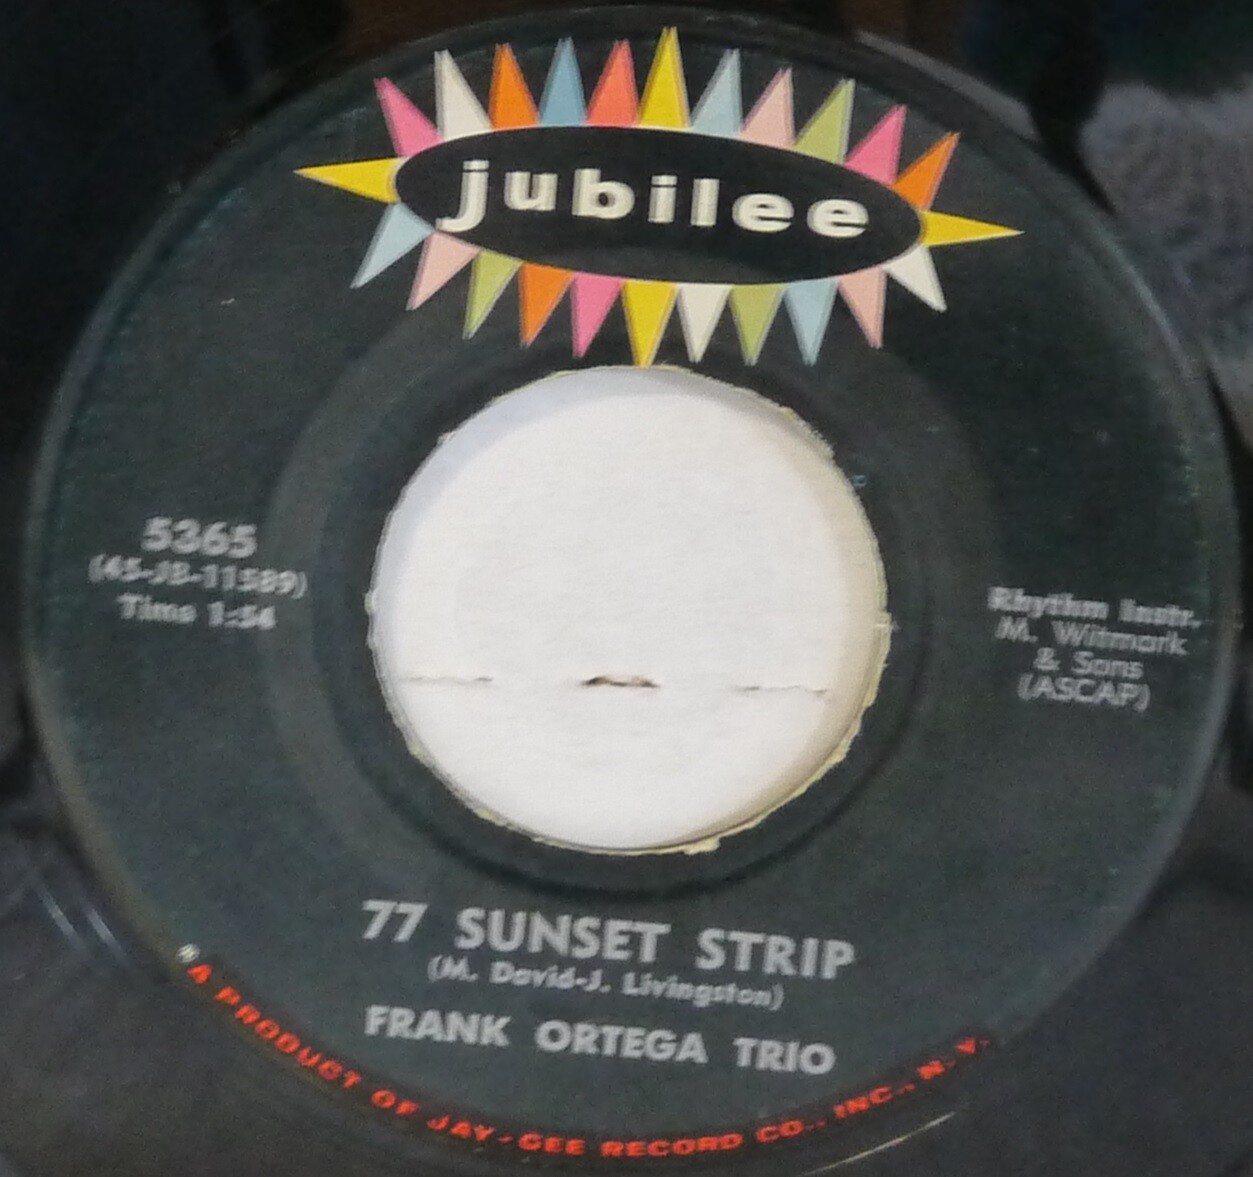 jubilee
5365
(45-JB-11589)
Time 1:54
Rhythm Instr.
M. Witmark
& Sons
(ASCAP)
77 SUNSET STRIP
(M. David-J. Livingston)
FRANK ORTEGA TRIO
®A PRODUCT OF JAY-GEE RECORD CO., INC., N. Y.